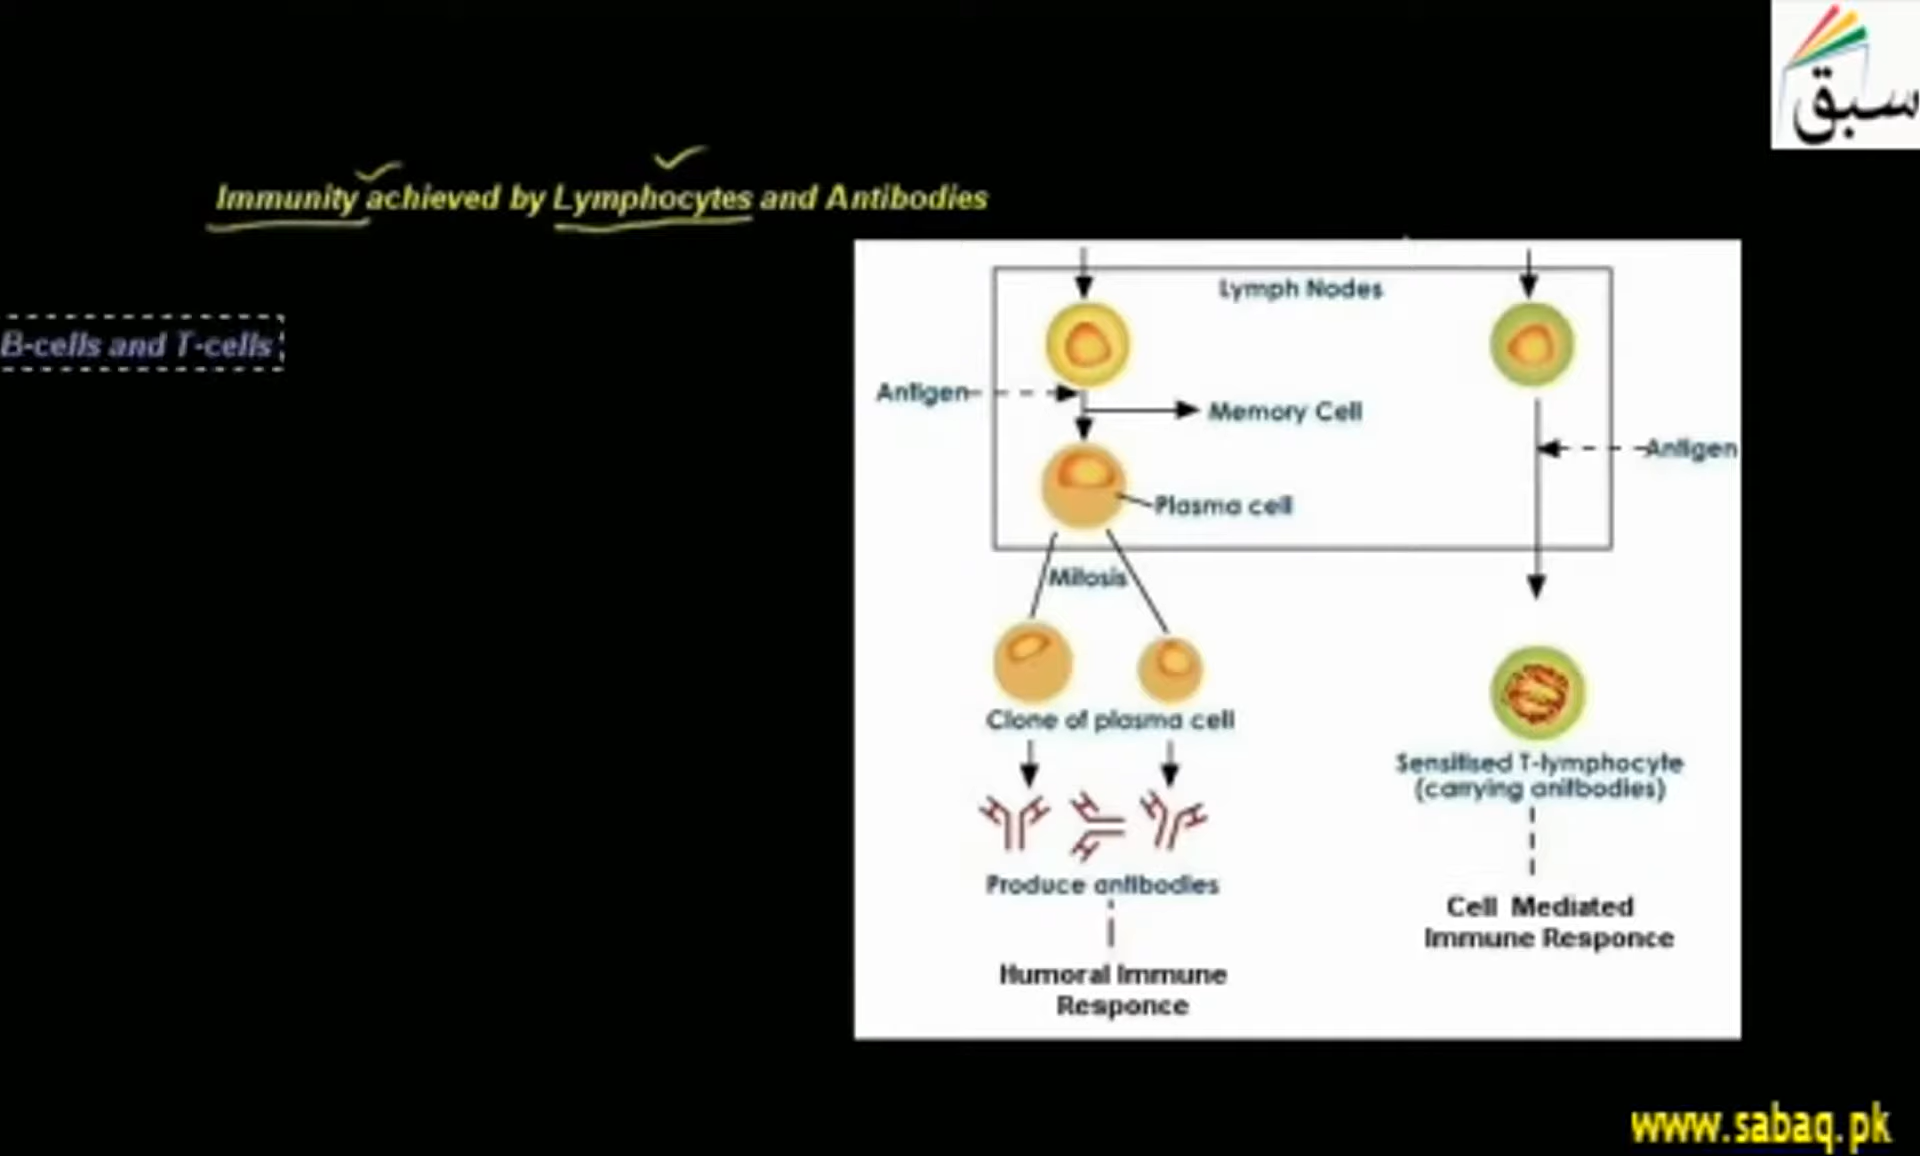 سبق
Immunity achieved by Lymphocytes and Antibodies
B-cells and T-cells
Lymph Nodes
Antigen
Memory Cell
Antigen
Plasma cell
Mitosis
Clone of plasma cell
Sensitised T-lymphocyte
(carrying anitbodies)
Produce antibodies
Cell Mediated
Immune Responce
Humoral Immune
Responce
www.sabaq.pk